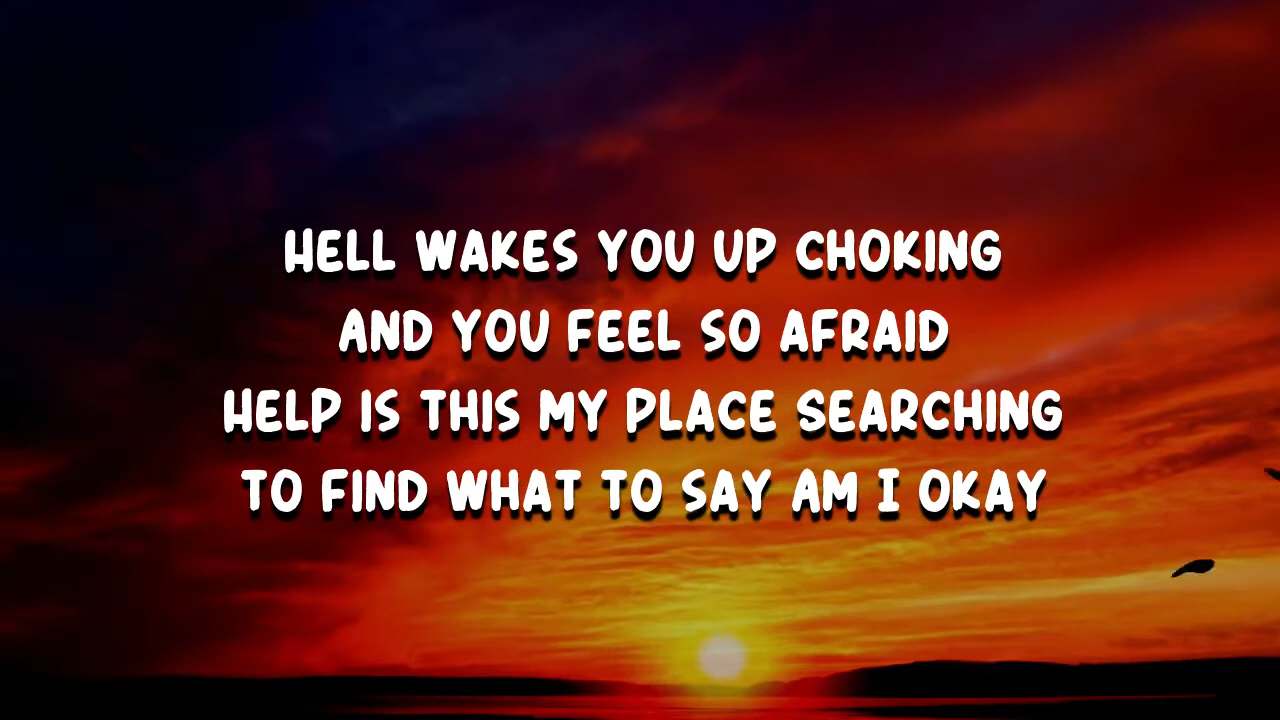 HELL WAKES YOU UP CHOKING
AND YOU FEEL SO AFRAID
HELP IS THIS MY PLACE SEARCHING
TO FIND WHAT TO SAY AM I OKAY